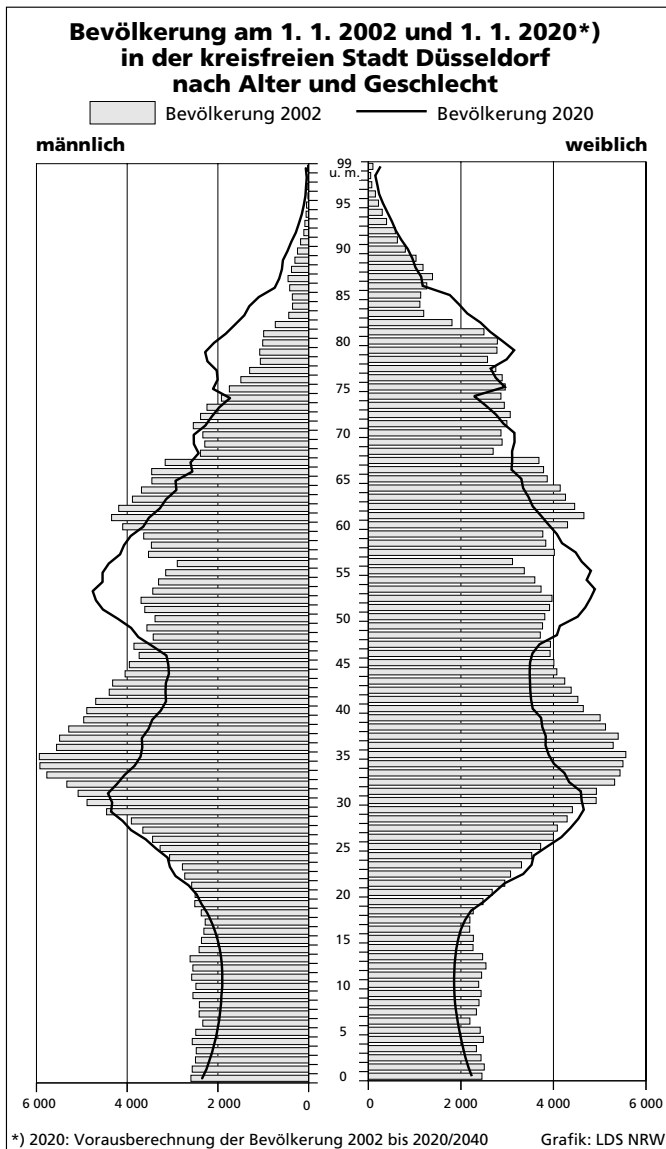 Bevölkerung am 1. 1. 2002 und 1. 1. 2020*)
in der kreisfreien Stadt Düsseldorf
nach Alter und Geschlecht
Bevölkerung 2002 Bevölkerung 2020
männlich weiblich
99
u. m.
95
90
85
80
75
70
65
60
55
50
45
40
35
30
25
20
15
10
5
0
6 000 4 000 2 000 0 0 2 000 4 000 6 000
*) 2020: Vorausberechnung der Bevölkerung 2002 bis 2020/2040 Grafik: LDS NRW